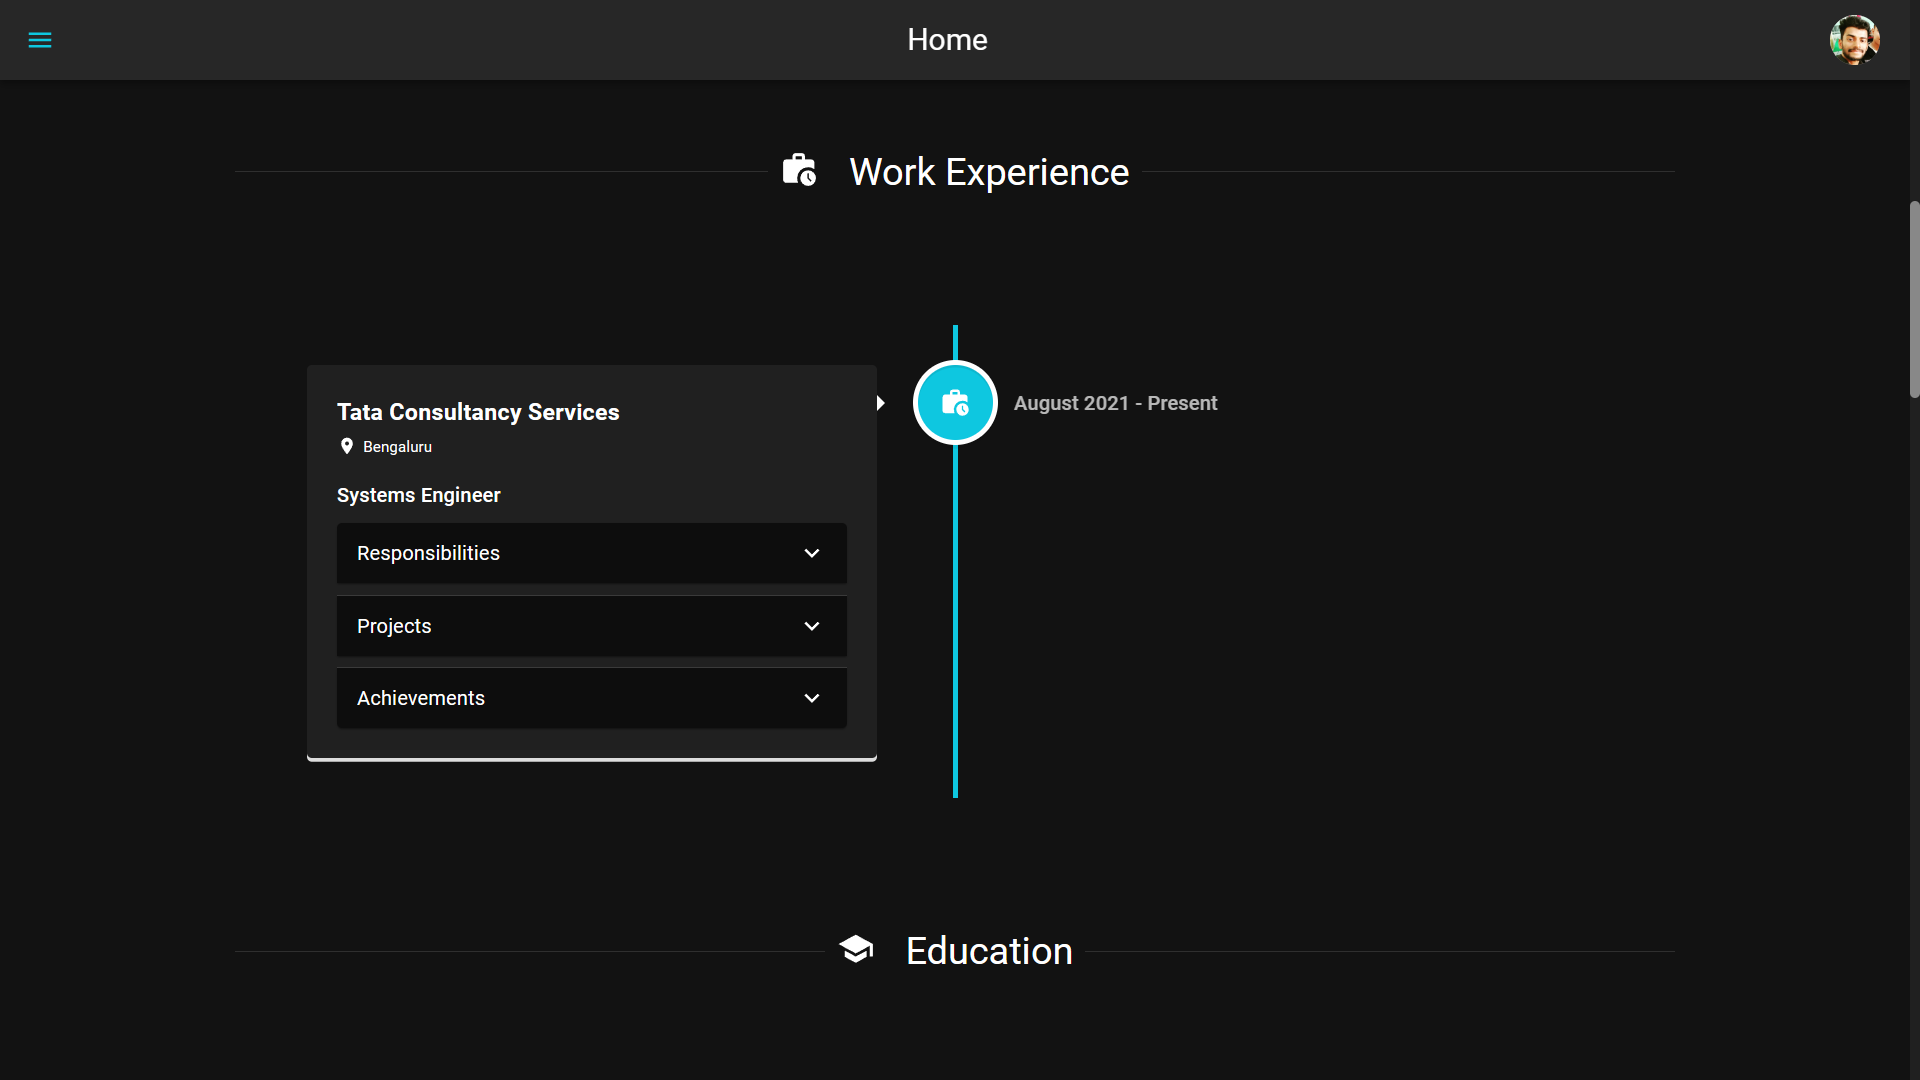 Home
Work Experience
Tata Consultancy Services
Bengaluru
Systems Engineer
Responsibilities
Projects
Achievements
August 2021 - Present
Education